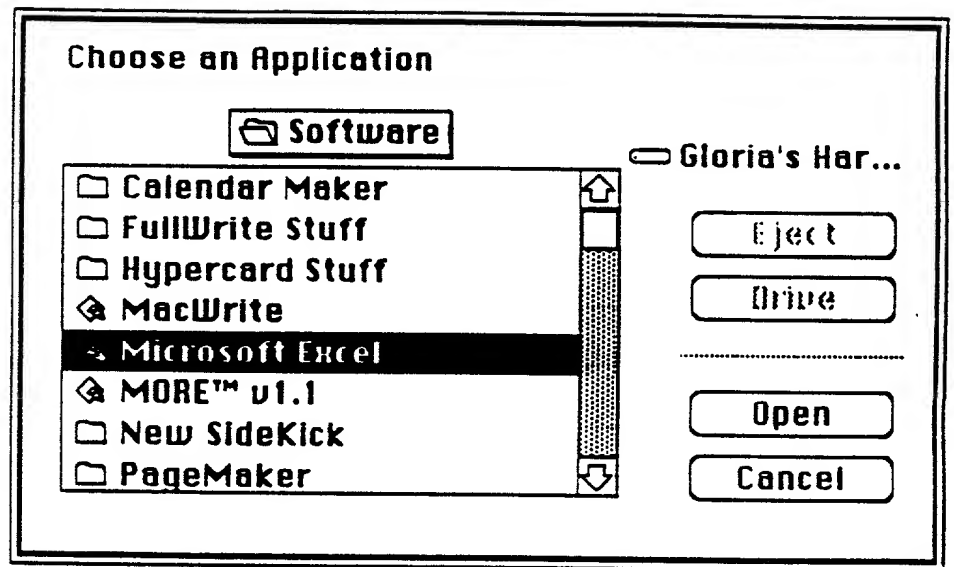 Choose an Application
Software
Gloria's Har...
Calendar Maker
FullWrite Stuff
Hypercard Stuff
MacWrite
Microsoft Excel
MORE™ v1.1
New SideKick
PageMaker
Eject
Drive
Open
Cancel